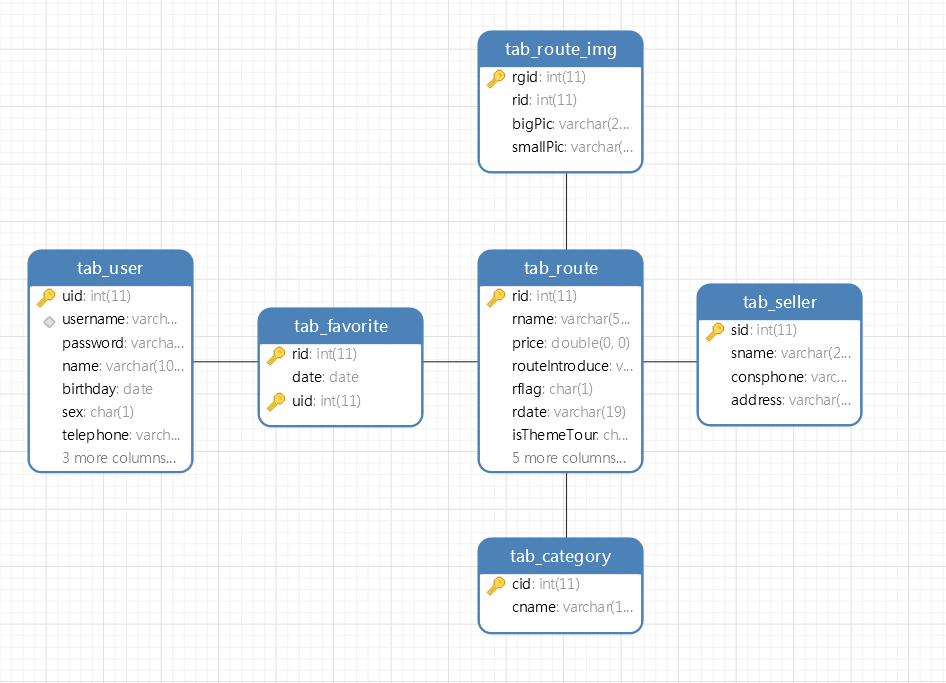 tab_route_img
rgid: int(11)
rid: int(11)
bigPic: varchar(2...
smallPic: varchar(...
tab_user
uid: int(11)
username: varch...
password: varcha...
name: varchar(10...
birthday: date
sex: char(1)
telephone: varch...
3 more columns...
tab_favorite
rid: int(11)
date: date
uid: int(11)
tab_route
rid: int(11)
rname: varchar(5...
price: double(0, 0)
routeIntroduce: v...
rflag: char(1)
rdate: varchar(19)
isThemeTour: ch...
5 more columns...
tab_seller
sid: int(11)
sname: varchar(2...
consphone: varc...
address: varchar(...
tab_category
cid: int(11)
cname: varchar(1...